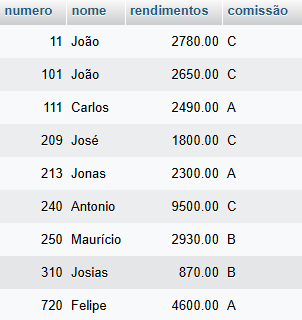 numero nome rendimentos comissão
11 João 2780.00 C
101 João 2650.00 C
111 Carlos 2490.00 A
209 José 1800.00 C
213 Jonas 2300.00 A
240 Antonio 9500.00 C
250 Maurício 2930.00 B
310 Josias 870.00 B
720 Felipe 4600.00 A